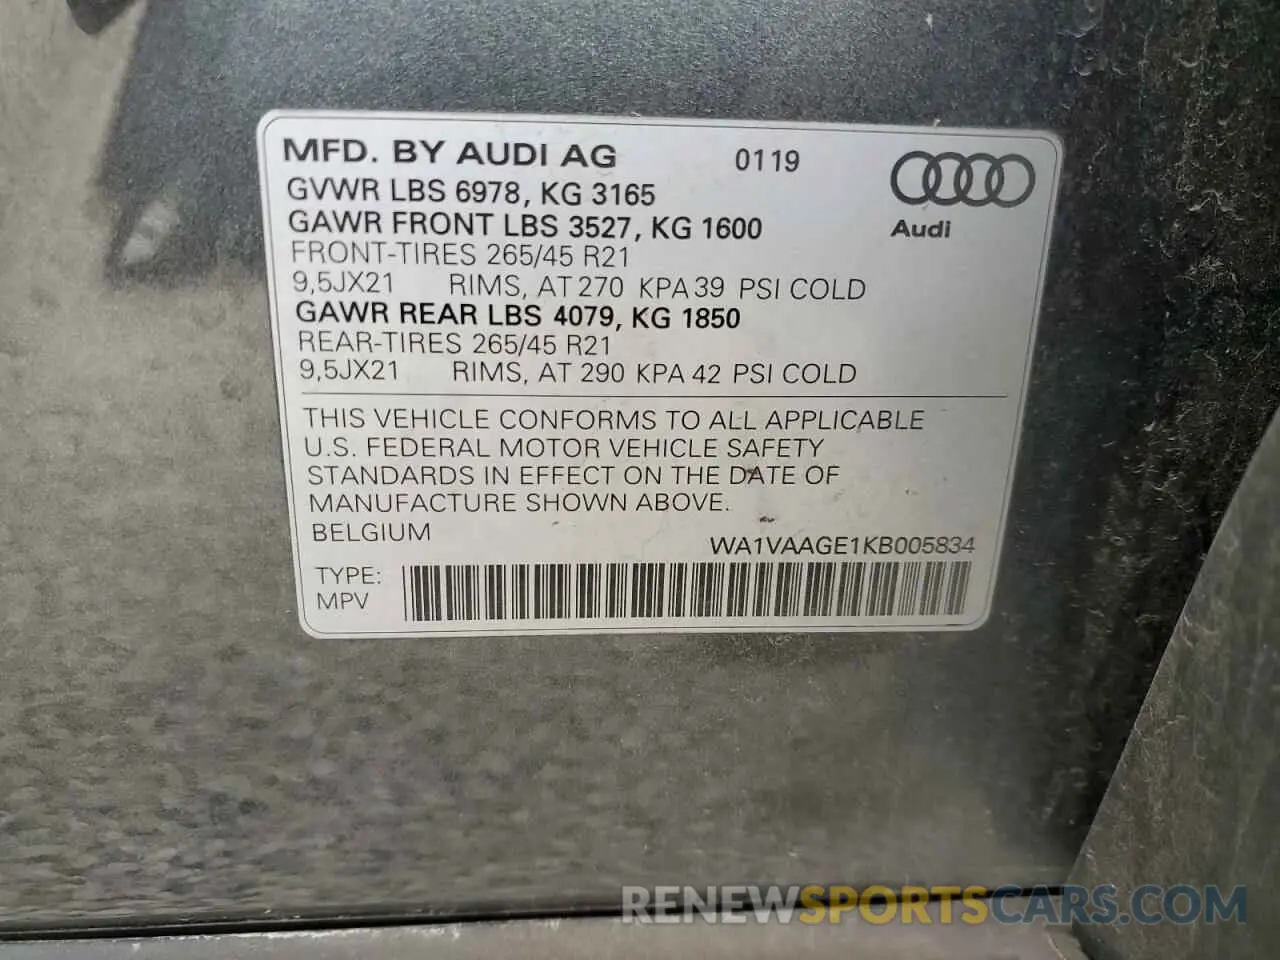 MFD. BY AUDI AG 0119
GVWR LBS 6978, KG 3165
GAWR FRONT LBS 3527, KG 1600
Audi
FRONT-TIRES 265/45 R21
9,5JX21 RIMS, AT 270 KPA 39 PSI COLD
GAWR REAR LBS 4079, KG 1850
REAR-TIRES 265/45 R21
9,5JX21 RIMS, AT 290 KPA 42 PSI COLD
THIS VEHICLE CONFORMS TO ALL APPLICABLE
U.S. FEDERAL MOTOR VEHICLE SAFETY
STANDARDS IN EFFECT ON THE DATE OF
MANUFACTURE SHOWN ABOVE.
BELGIUM
WA1VAAGE1KB005834
TYPE:
MPV
RENEWSPORTSCARS.COM